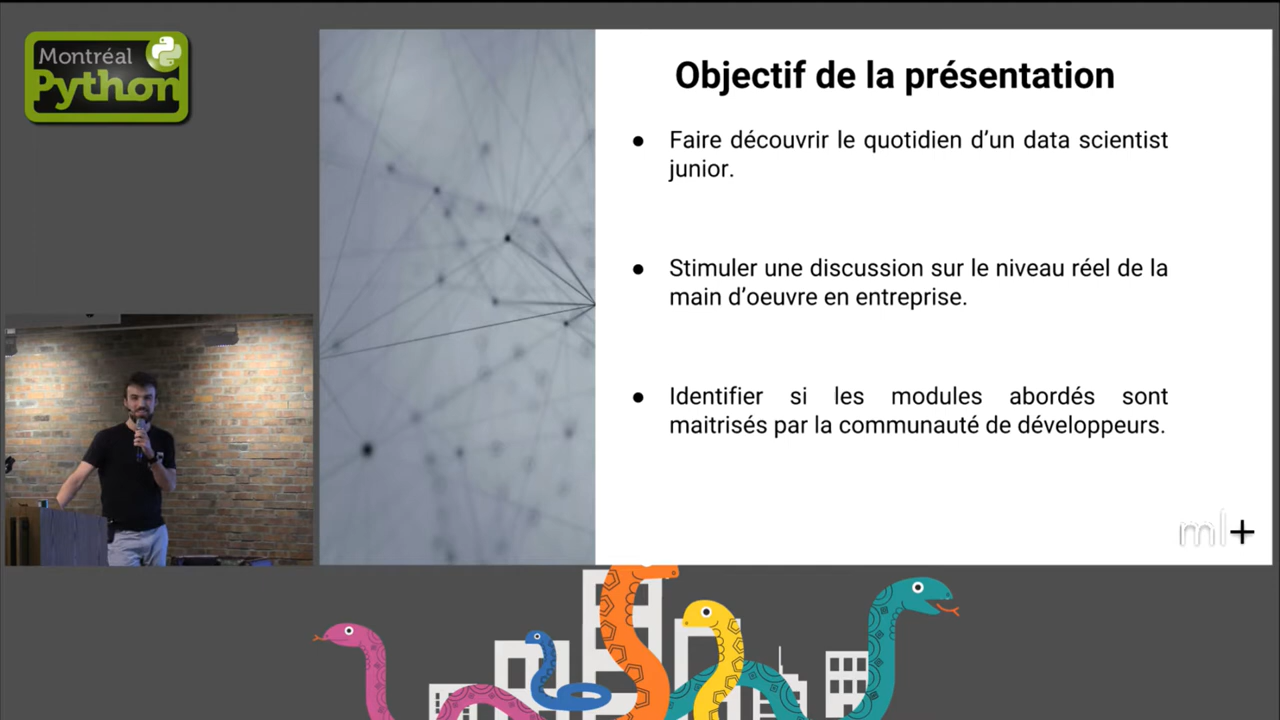 Montréal
Python
Objectif de la présentation
● Faire découvrir le quotidien d’un data scientist
junior.
● Stimuler une discussion sur le niveau réel de la
main d’oeuvre en entreprise.
● Identifier si les modules abordés sont
maitrisés par la communauté de développeurs.
ml+